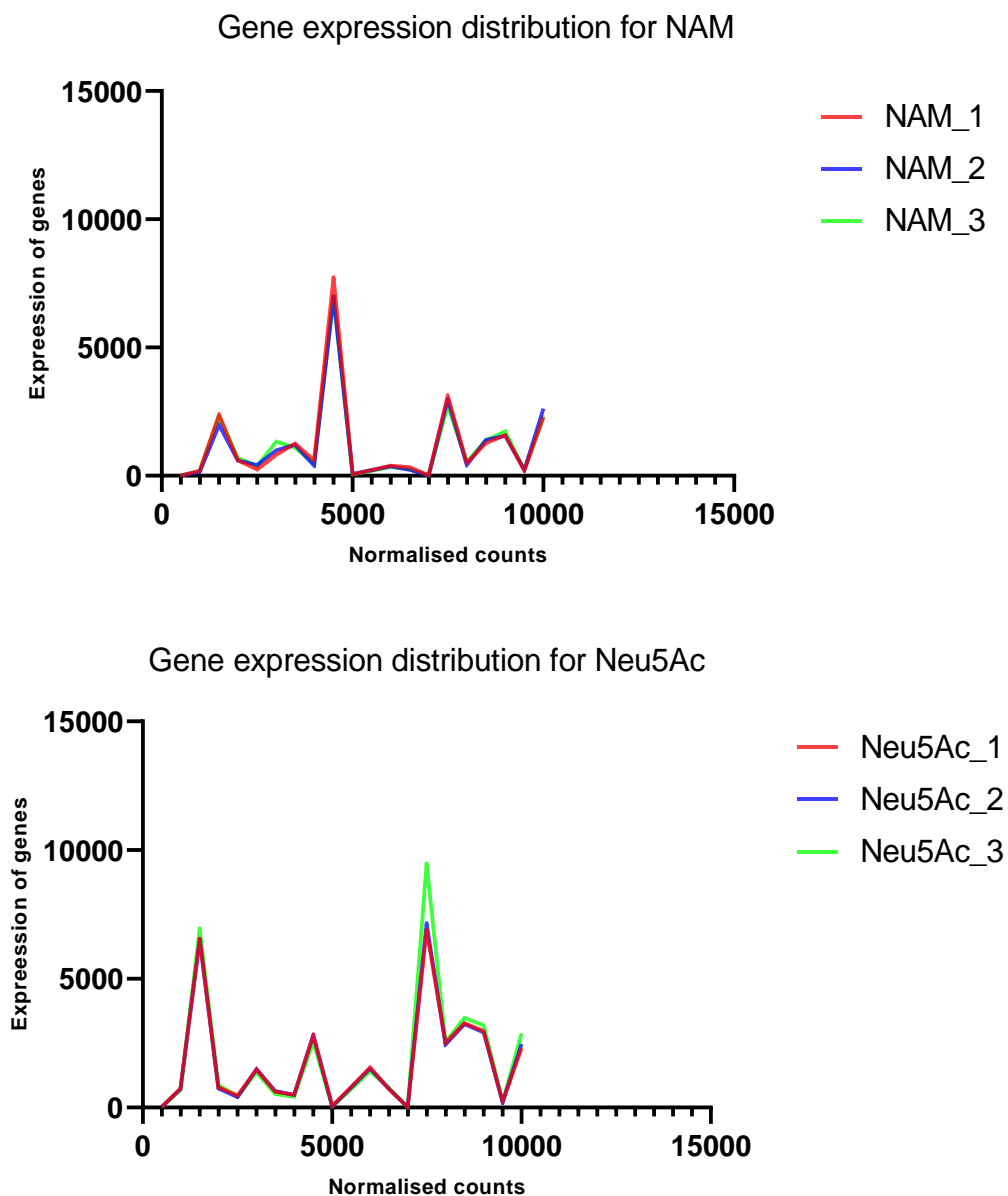 Gene expression distribution for NAM
15000
10000
5000
0
Expreession of genes
0 5000 10000 15000
Normalised counts
NAM_1
NAM_2
NAM_3
Gene expression distribution for Neu5Ac
15000
10000
5000
0
Expreession of genes
0 5000 10000 15000
Normalised counts
Neu5Ac_1
Neu5Ac_2
Neu5Ac_3